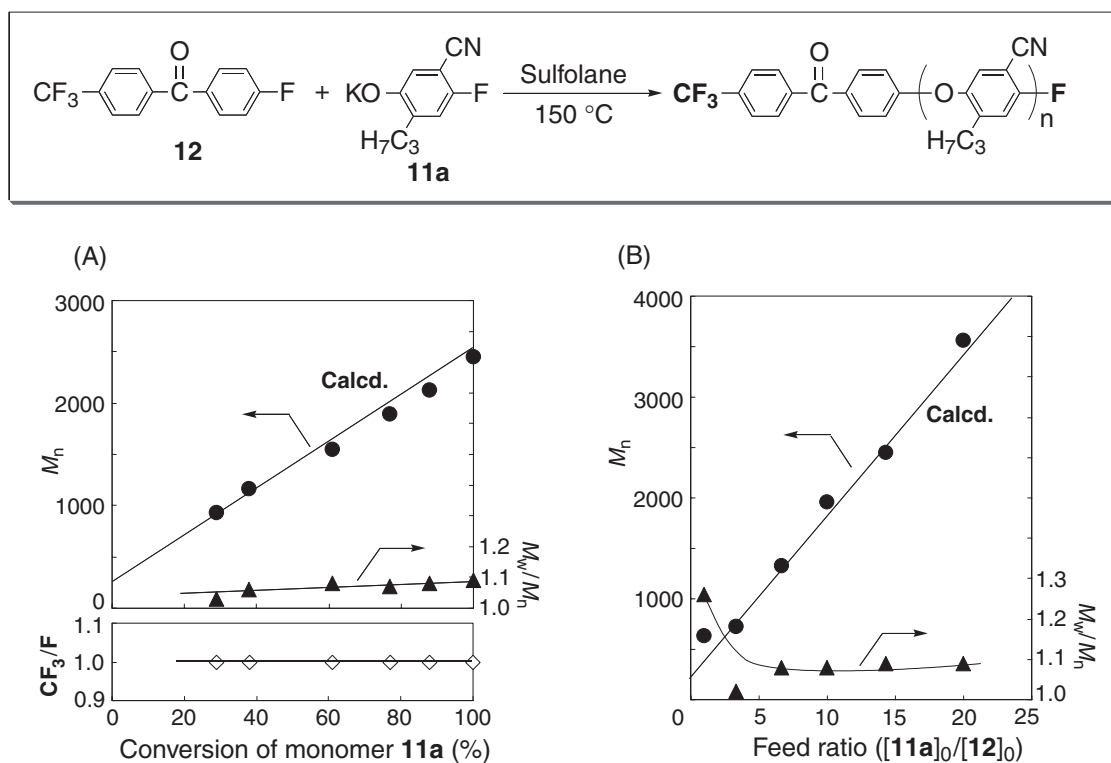 O
CF3 C F + KO CN F Sulfolane 150 °C CF3 C O O CN F n
H7C3 H7C3
12 11a
(A)
3000
2000
1000
0
Mn
Calcd.
1.2
1.1
1.0
Mw/Mn
1.1
1.0
0.9
CF3/F
0 20 40 60 80 100
Conversion of monomer 11a (%)
(B)
4000
3000
4000
2000
1000
Mn
Calcd.
1.3
1.2
1.1
1.0
Mw/Mn
0 5 10 15 20 25
Feed ratio ([11a]0/[12]0)